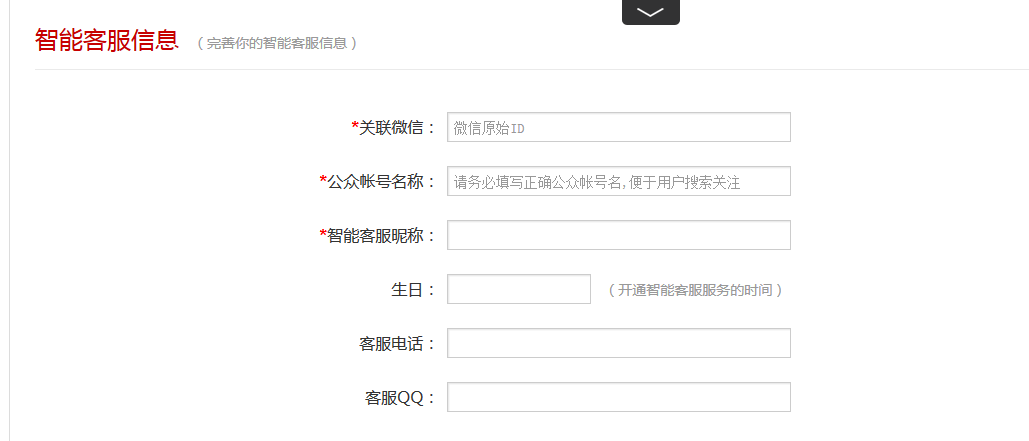 智能客服信息 （完善你的智能客服信息）
*关联微信： 微信原始ID
*公众帐号名称： 请务必填写正确公众帐号名,便于用户搜索关注
*智能客服昵称：
生日： （开通智能客服服务的时间）
客服电话：
客服QQ：